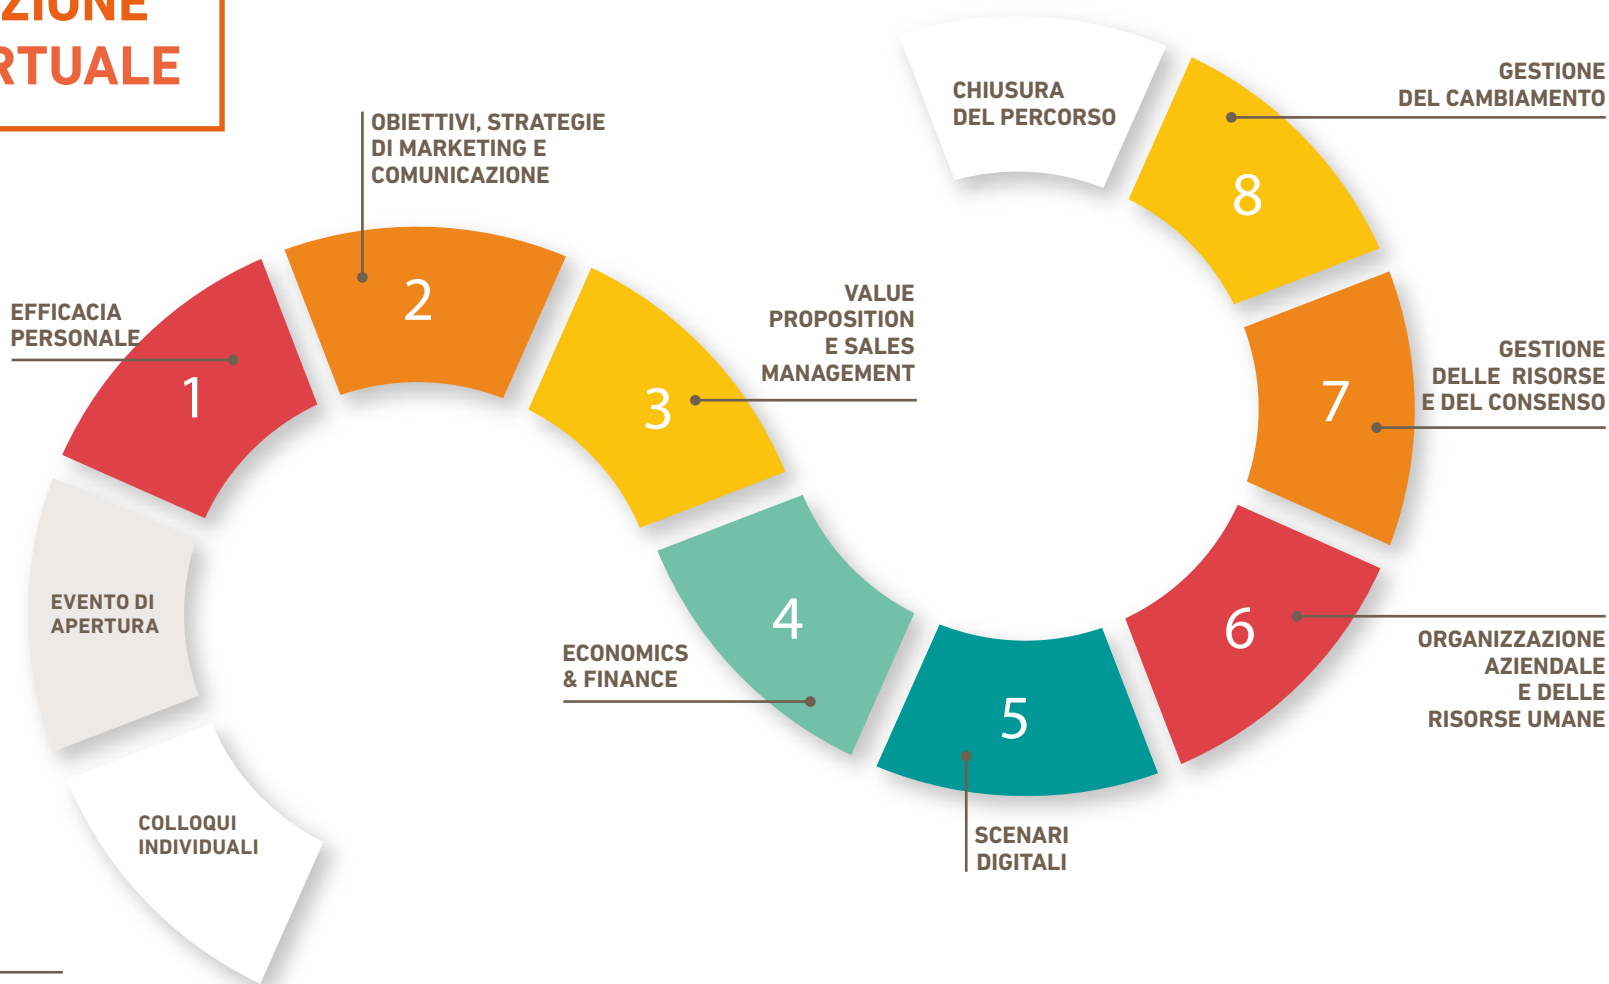 ZIONE
RTUALE
COLLOQUI
INDIVIDUALI
EVENTO DI
APERTURA
EFFICACIA
PERSONALE
1
OBIETTIVI, STRATEGIE
DI MARKETING E
COMUNICAZIONE
2
VALUE
PROPOSITION
E SALES
MANAGEMENT
3
ECONOMICS
& FINANCE
4
5
SCENARI
DIGITALI
6
ORGANIZZAZIONE
AZIENDALE
E DELLE
RISORSE UMANE
GESTIONE
DELLE  RISORSE
E DEL CONSENSO
7
GESTIONE
DEL CAMBIAMENTO
8
CHIUSURA
DEL PERCORSO